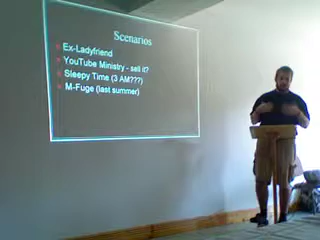 Scenarios
Ex-Ladyfriend
YouTube Ministry - sell it?
Sleepy Time (3 AM???)
M-Fuge (last summer)